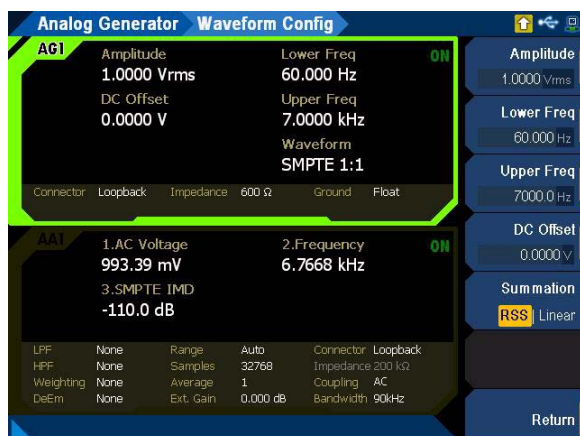 Analog Generator Waveform Config
AG1
Amplitude Lower Freq ON
1.0000 Vrms 60.000 Hz
DC Offset Upper Freq
0.0000 V 7.0000 kHz
Waveform
SMPTE 1:1
Connector Loopback Impedance 600 Ω Ground Float
AA1
1.AC Voltage 2.Frequency ON
993.39 mV 6.7668 kHz
3.SMPTE IMD
-110.0 dB
LPF None Range Auto Connector Loopback
HPF None Samples 32768 Impedance 200 kΩ
Weighting None Average 1 Coupling AC
DeEm None Ext. Gain 0.000 dB Bandwidth 90kHz
Amplitude
1.0000 Vrms
Lower Freq
60.000 Hz
Upper Freq
7000.0 Hz
DC Offset
0.0000 V
Summation
RSS | Linear
Return